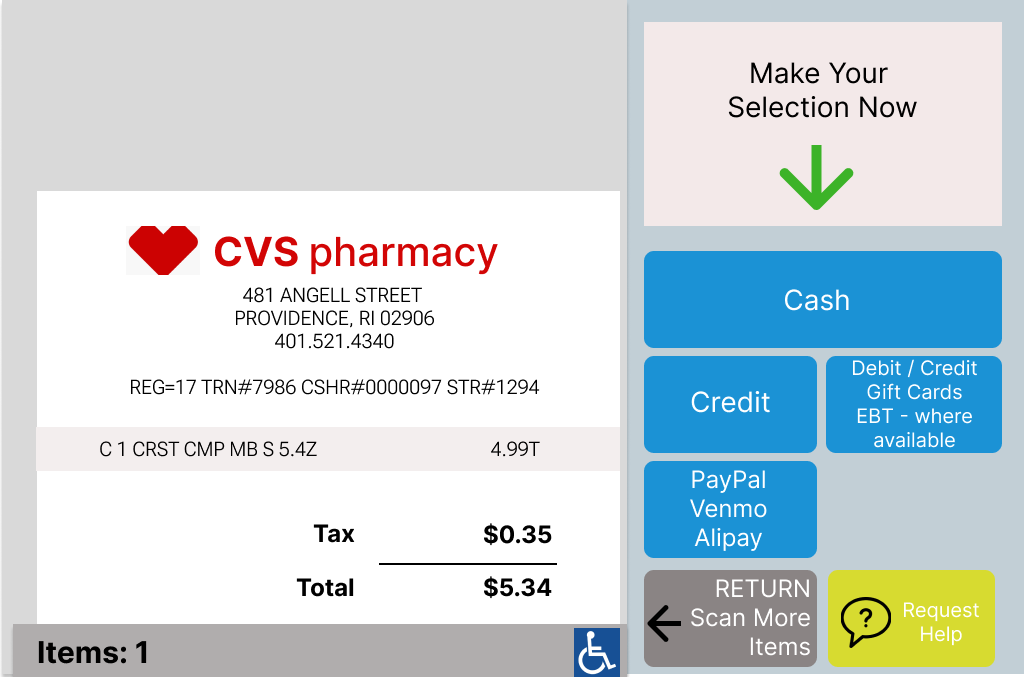 CVS pharmacy
481 ANGELL STREET
PROVIDENCE, RI 02906
401.521.4340
REG=17 TRN#7986 CSHR#0000097 STR#1294
C 1 CRST CMP MB S 5.4Z 4.99T
Tax $0.35
Total $5.34
Items: 1
Make Your
Selection Now
Cash
Credit
Debit / Credit
Gift Cards
EBT - where
available
PayPal
Venmo
Alipay
RETURN
Scan More
Items
?
Request
Help